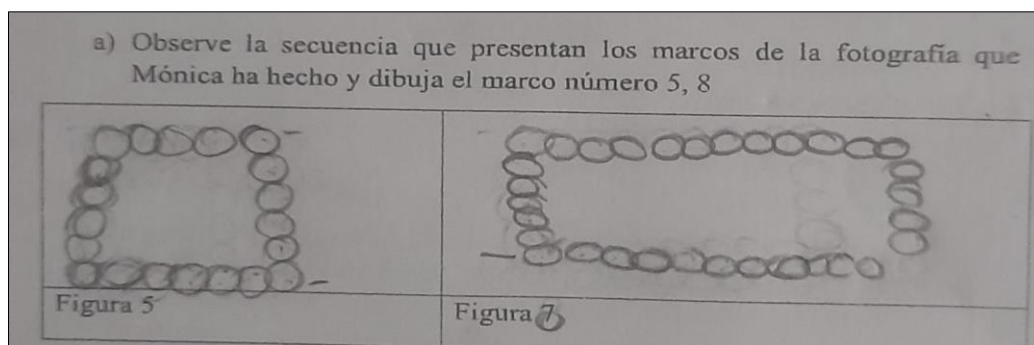 a) Observe la secuencia que presentan los marcos de la fotografía que
Mónica ha hecho y dibuja el marco número 5, 8
Figura 5
Figura